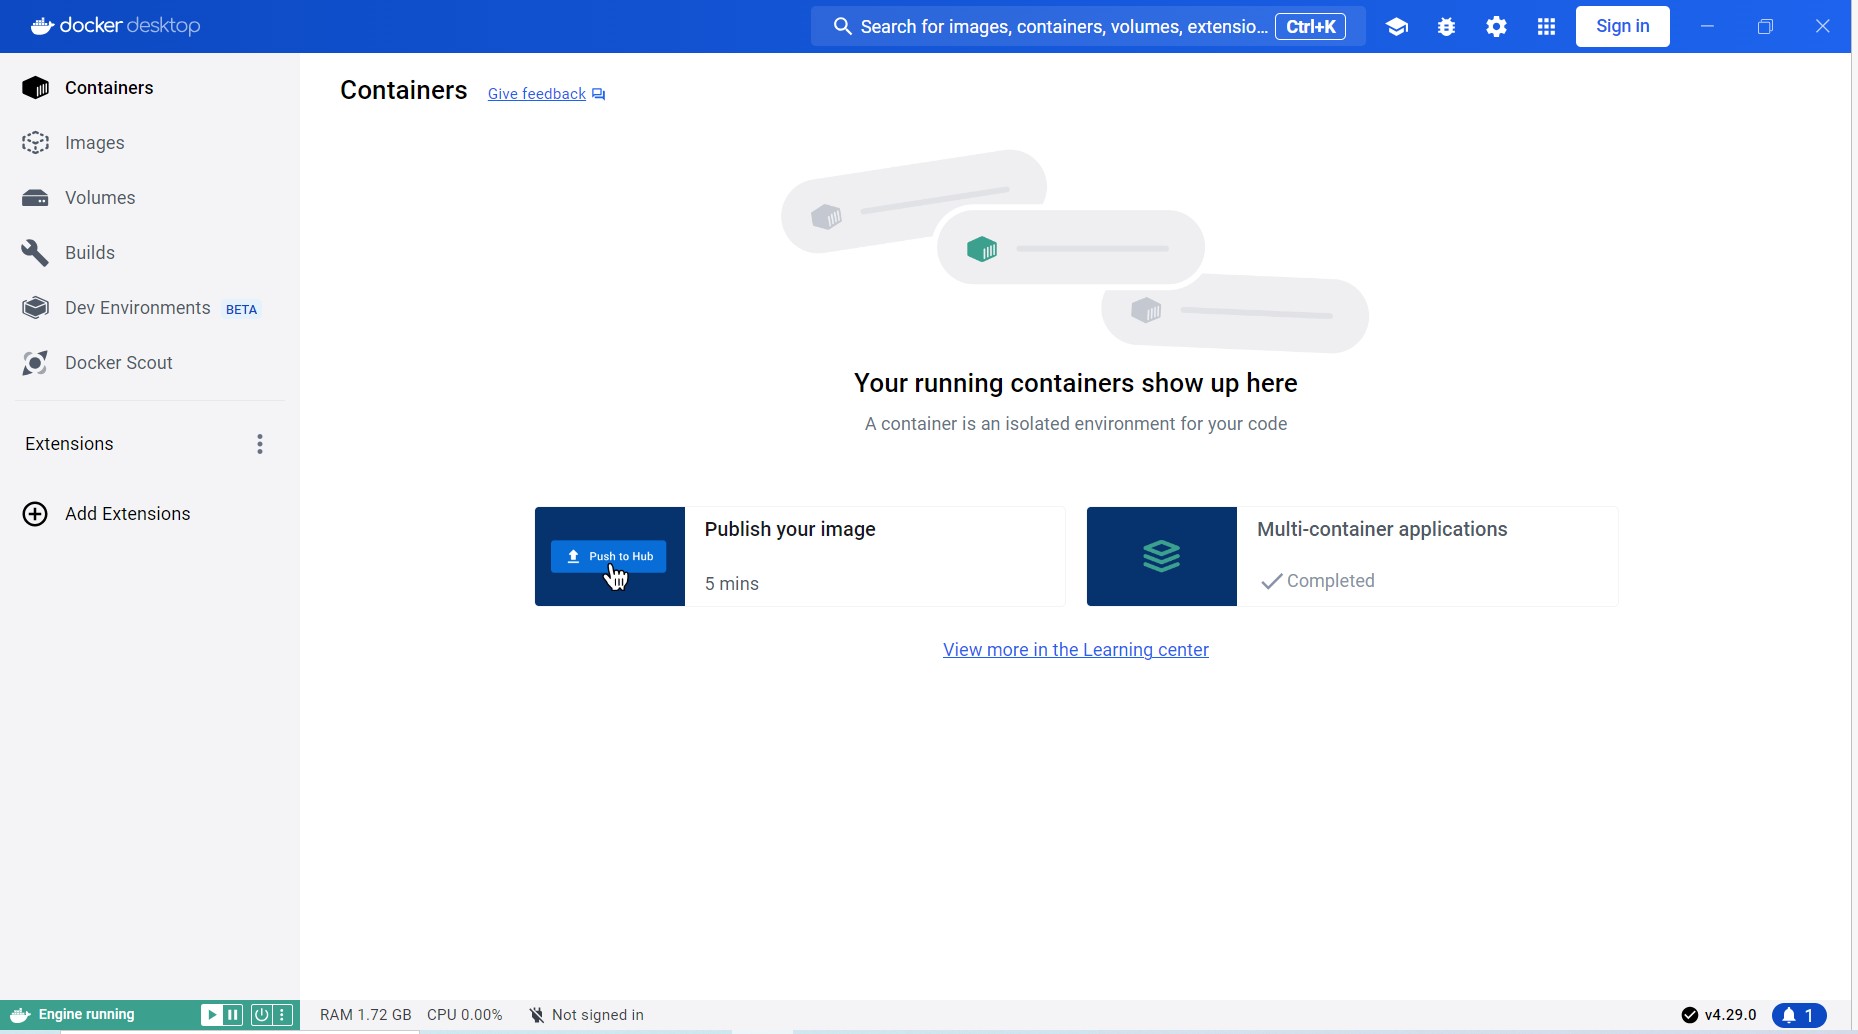 docker desktop
Search for images, containers, volumes, extensio... Ctrl+K
Sign in
Containers
Images
Volumes
Builds
Dev Environments BETA
Docker Scout
Extensions
Add Extensions
Containers Give feedback
Your running containers show up here
A container is an isolated environment for your code
Push to Hub
Publish your image
5 mins
Multi-container applications
Completed
View more in the Learning center
Engine running
RAM 1.72 GB CPU 0.00% Not signed in
v4.29.0 1